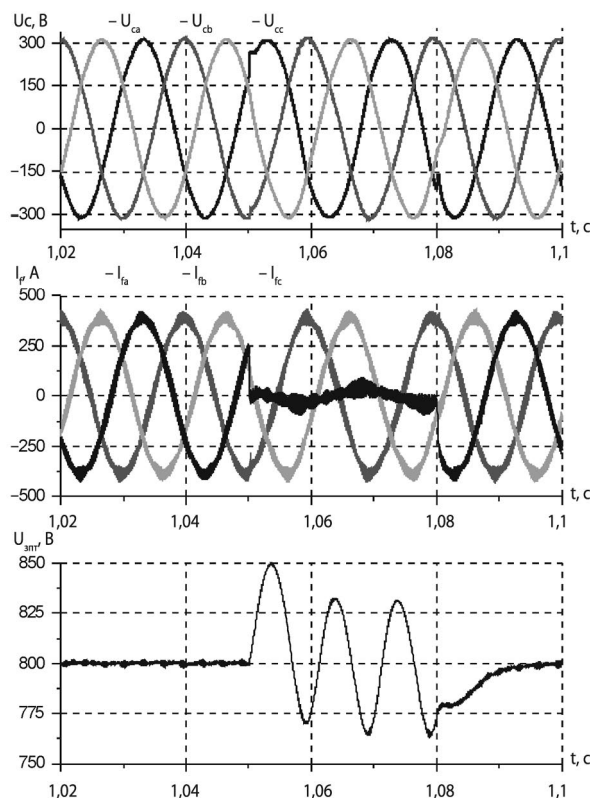 Uc, В – Uca – Ucb – Ucc
300
150
0
–150
–300
t, c
1,02 1,04 1,06 1,08 1,1
If, A – Ifa – Ifb – Ifc
500
250
0
–250
–500
t, c
1,02 1,04 1,06 1,08 1,1
Uзпт, В
850
825
800
775
750
t, c
1,02 1,04 1,06 1,08 1,1